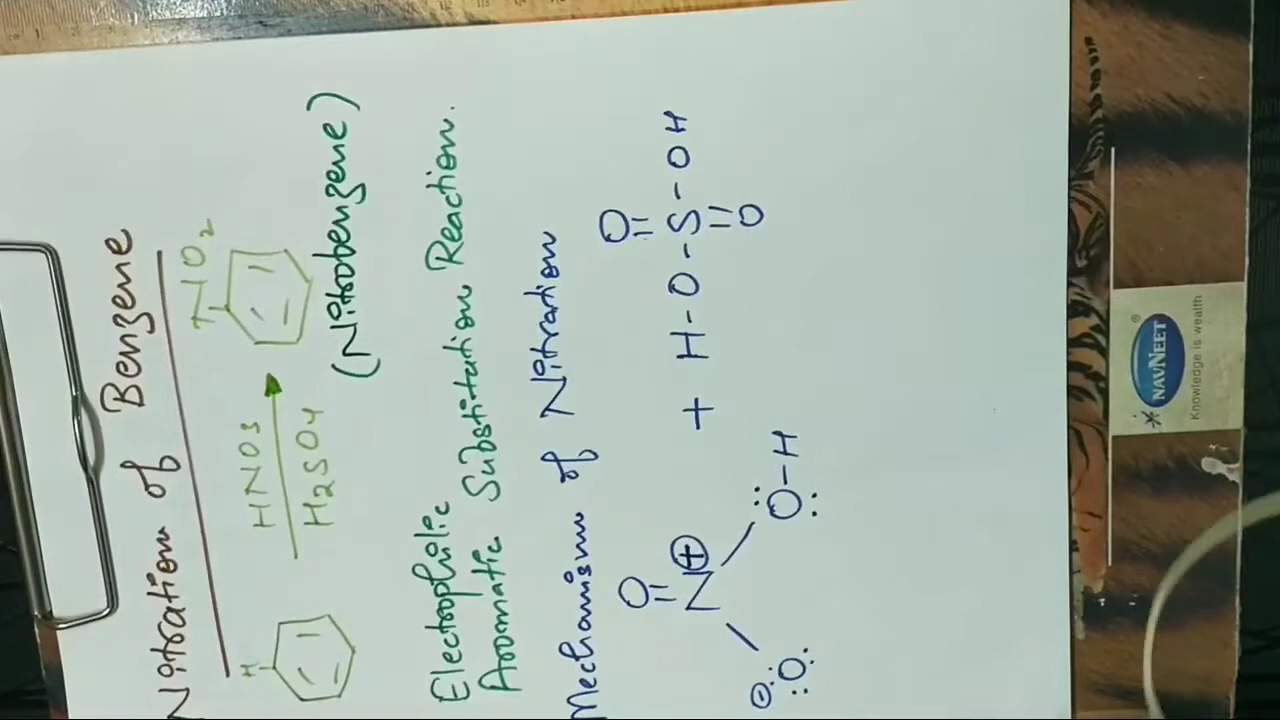 Nitration of Benzene
H HNO3 NO2
H2SO4
(Nitrobenzene)
Electrophilic
Aromatic Substitution Reaction.
Mechanism of Nitration
O O
N + H-O-S-OH
O O-H O
NAVNEET
Knowledge is wealth